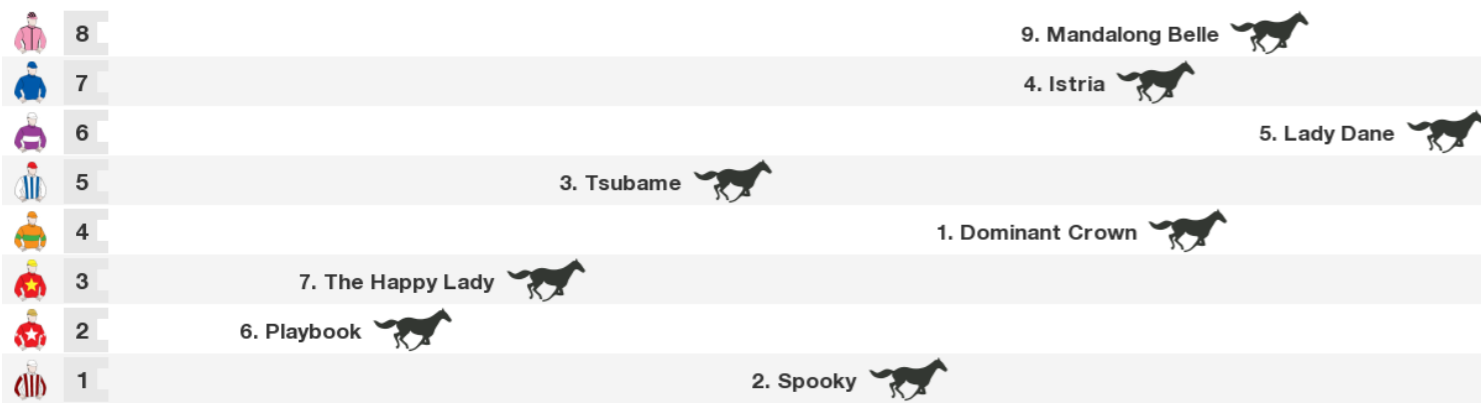 8 9. Mandalong Belle
7 4. Istria
6 5. Lady Dane
5 3. Tsubame
4 1. Dominant Crown
3 7. The Happy Lady
2 6. Playbook
1 2. Spooky